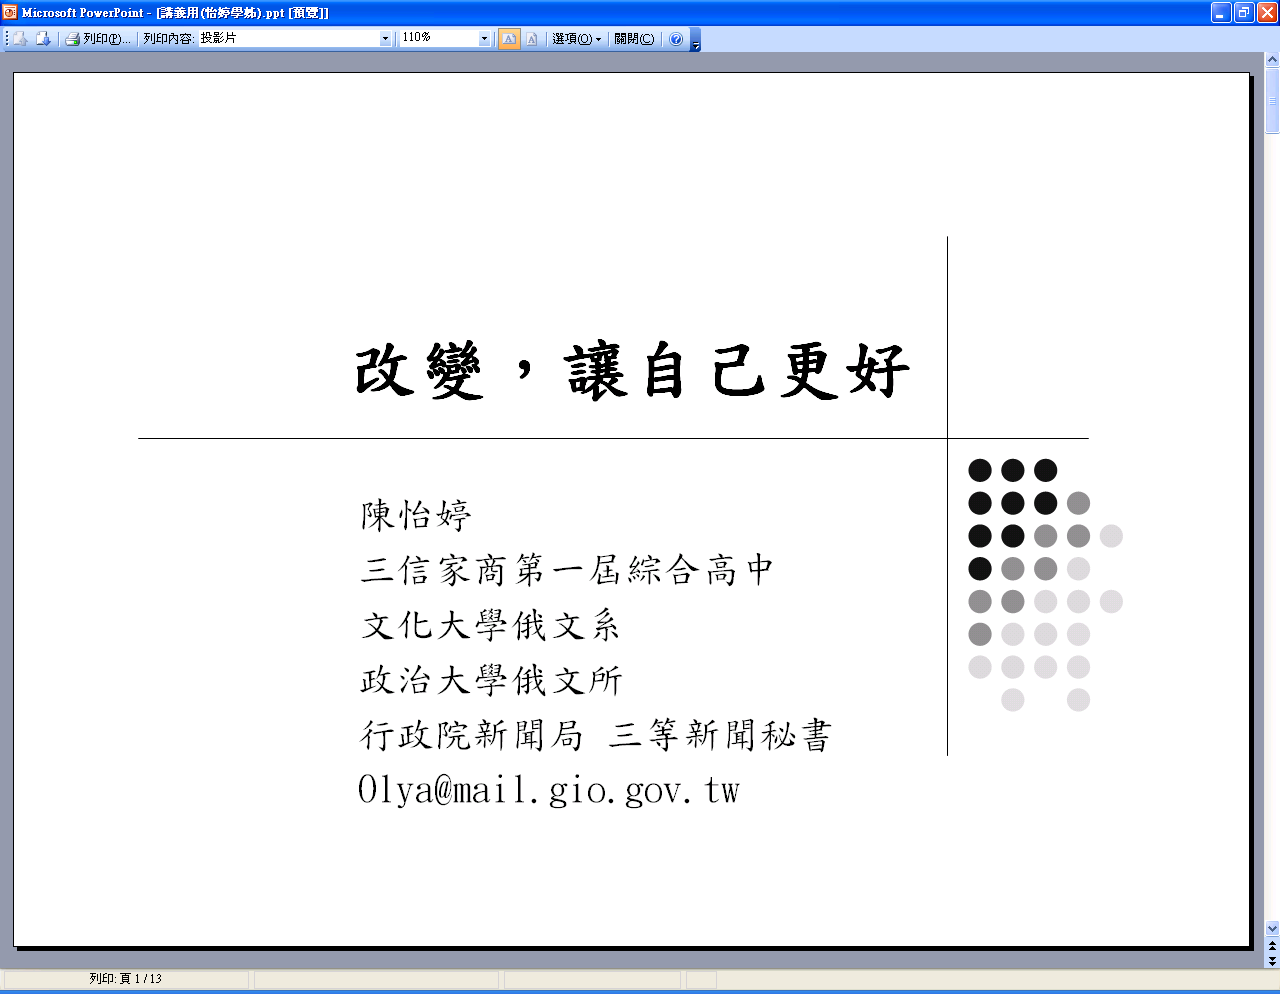 Microsoft PowerPoint - [講義用(怡婷學姊).ppt [預覽]]
列印(P)... 列印內容: 投影片 110% 選項(O) 關閉(C)
改變，讓自己更好
陳怡婷
三信家商第一屆綜合高中
文化大學俄文系
政治大學俄文所
行政院新聞局 三等新聞秘書
Olya@mail.gio.gov.tw
列印: 頁 1 / 13